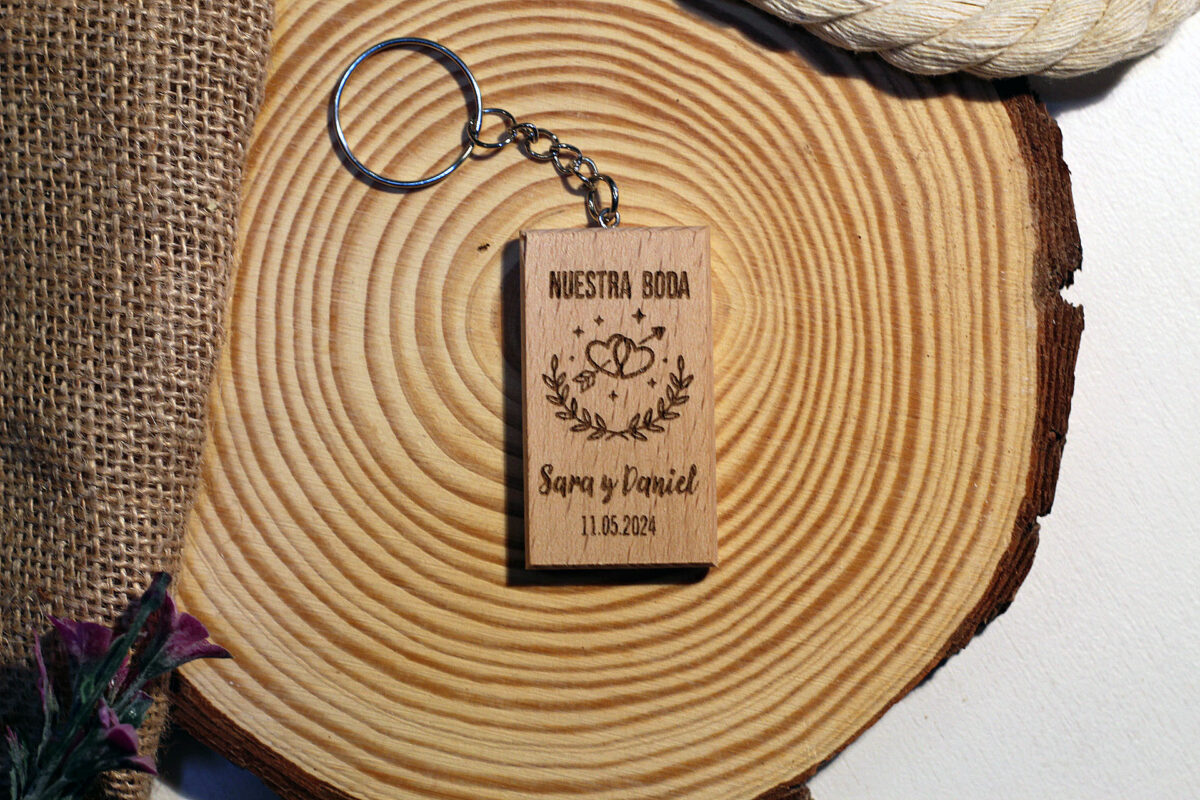 NUESTRA BODA
Sara y Daniel
11.05.2024